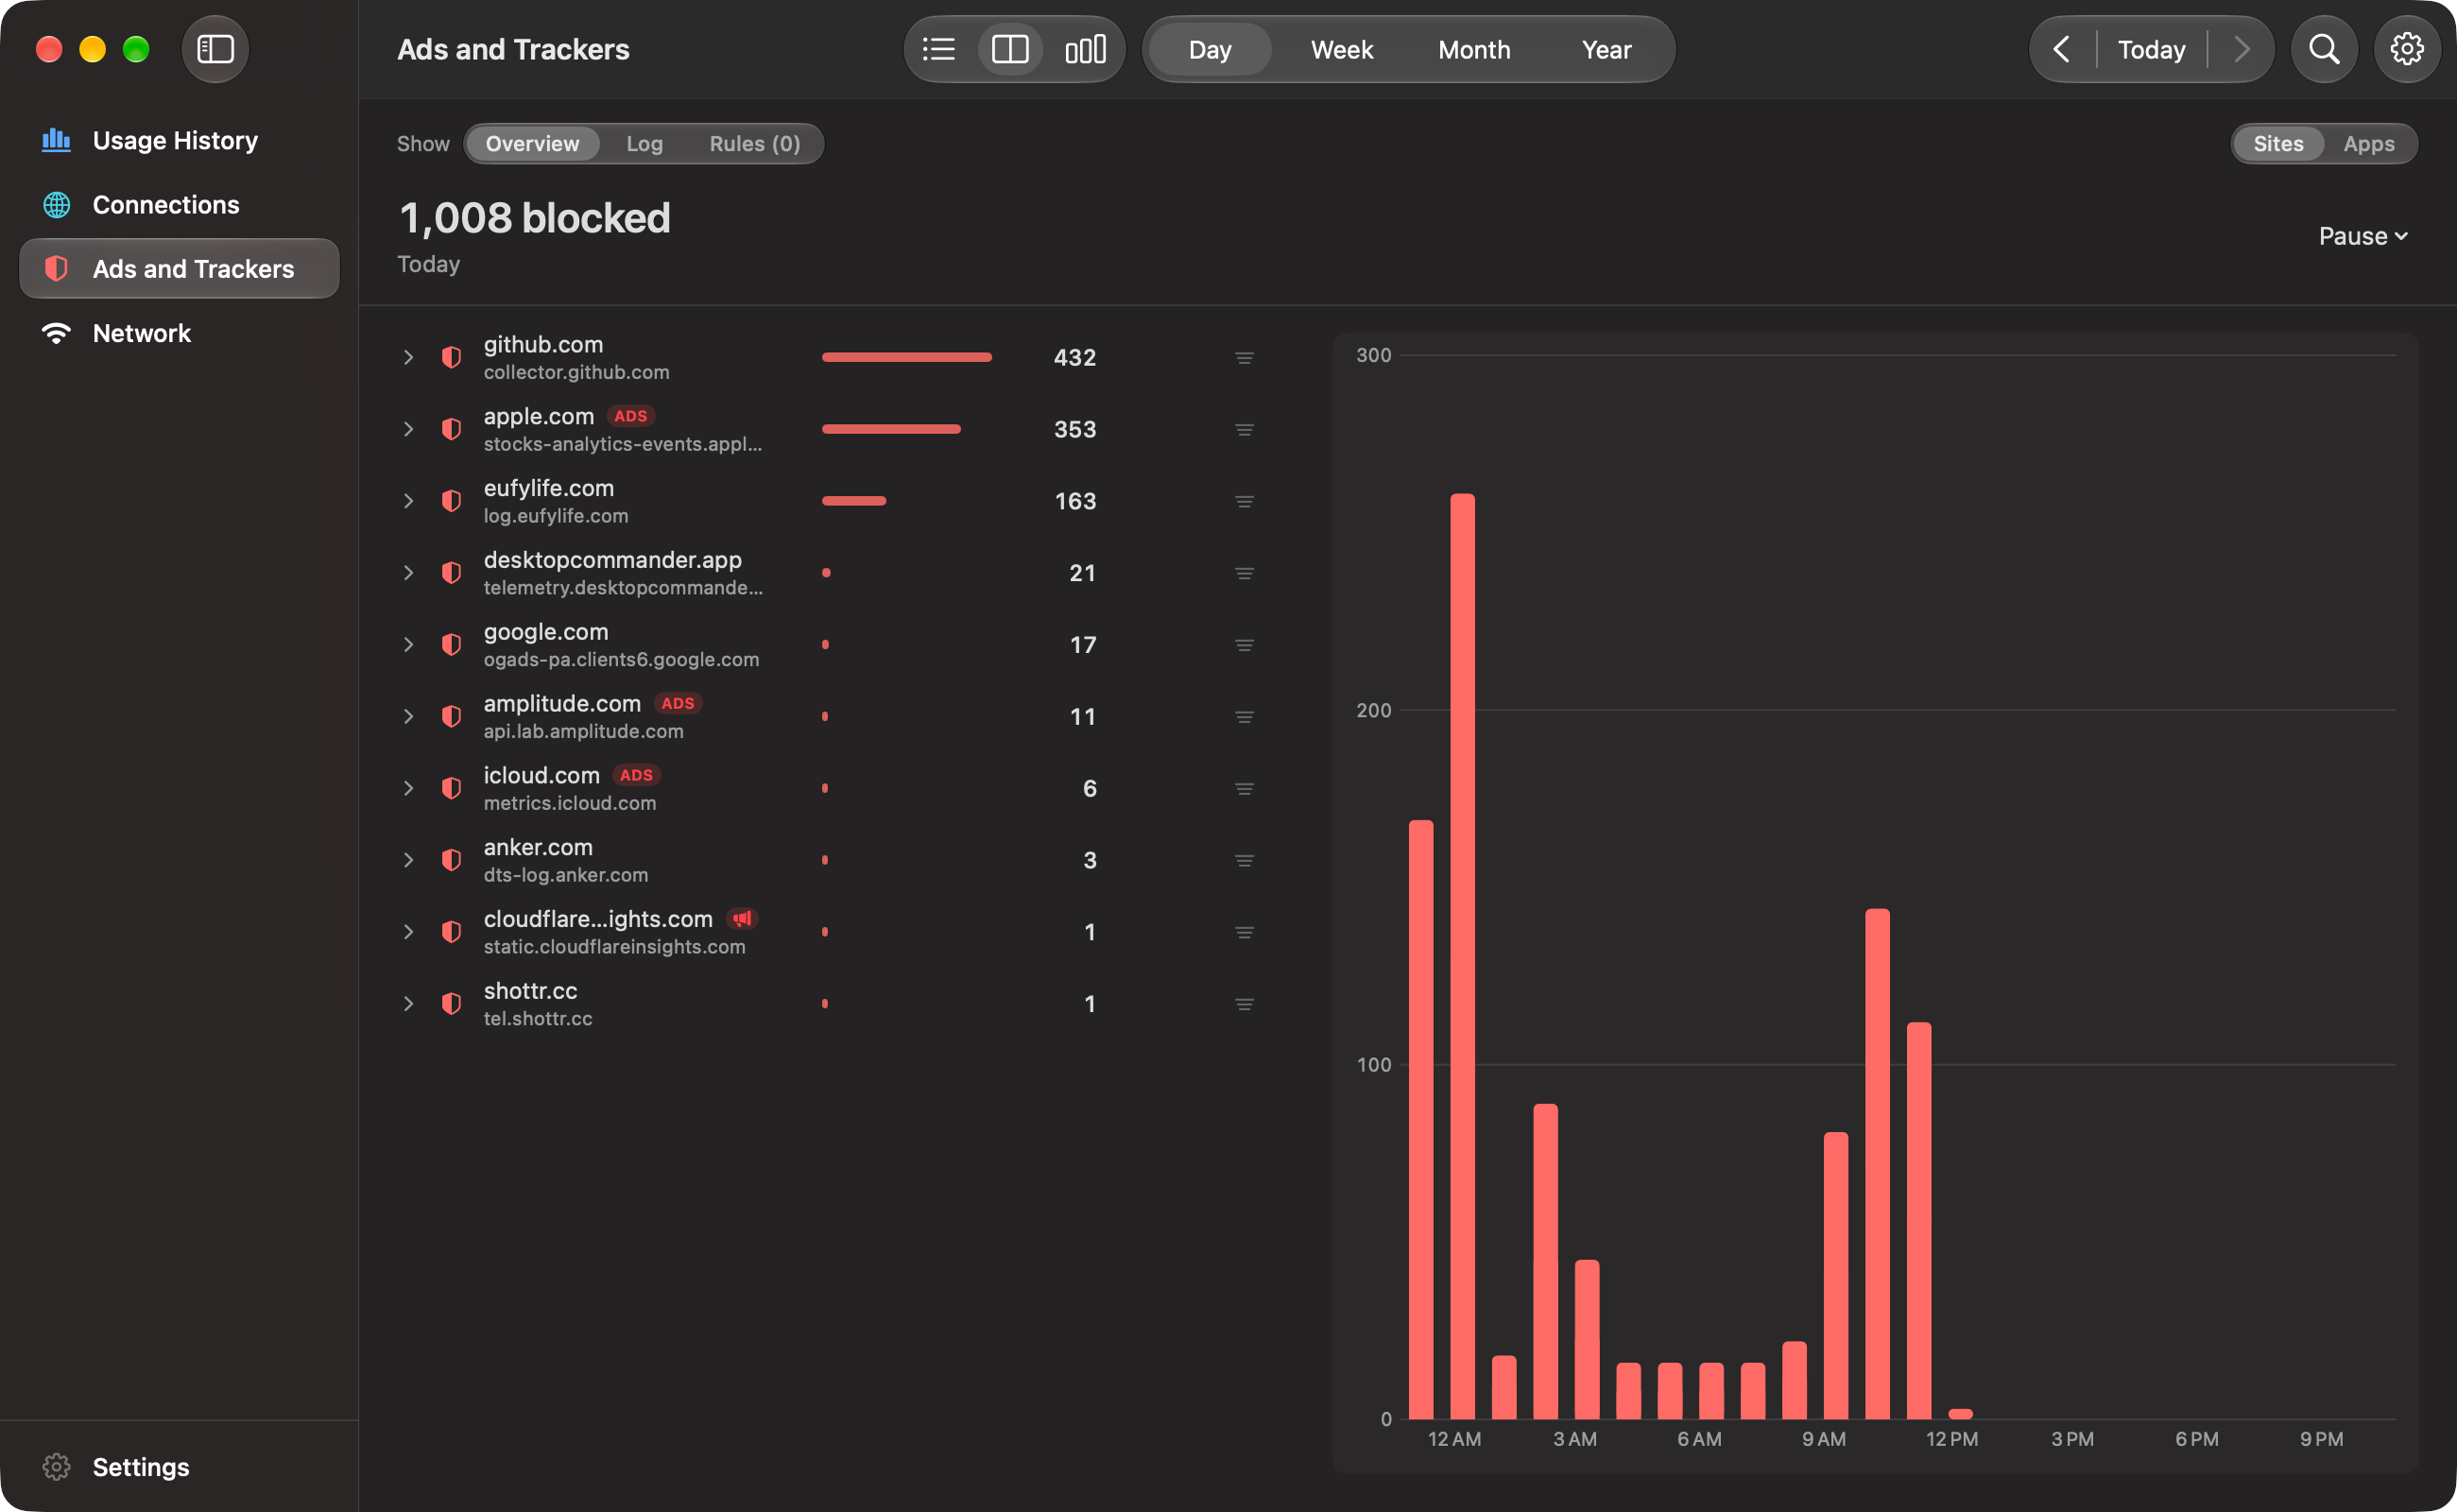 Ads and Trackers
Day Week Month Year
Today
Usage History
Connections
Ads and Trackers
Network
Settings
Show Overview Log Rules (0)
Sites Apps
1,008 blocked
Today
Pause
github.com 432
collector.github.com
apple.com ADS 353
stocks-analytics-events.appl...
eufylife.com 163
log.eufylife.com
desktopcommander.app 21
telemetry.desktopcommande...
google.com 17
ogads-pa.clients6.google.com
amplitude.com ADS 11
api.lab.amplitude.com
icloud.com ADS 6
metrics.icloud.com
anker.com 3
dts-log.anker.com
cloudflare...ights.com 1
static.cloudflareinsights.com
shottr.cc 1
tel.shottr.cc
300
200
100
0
12 AM 3 AM 6 AM 9 AM 12 PM 3 PM 6 PM 9 PM